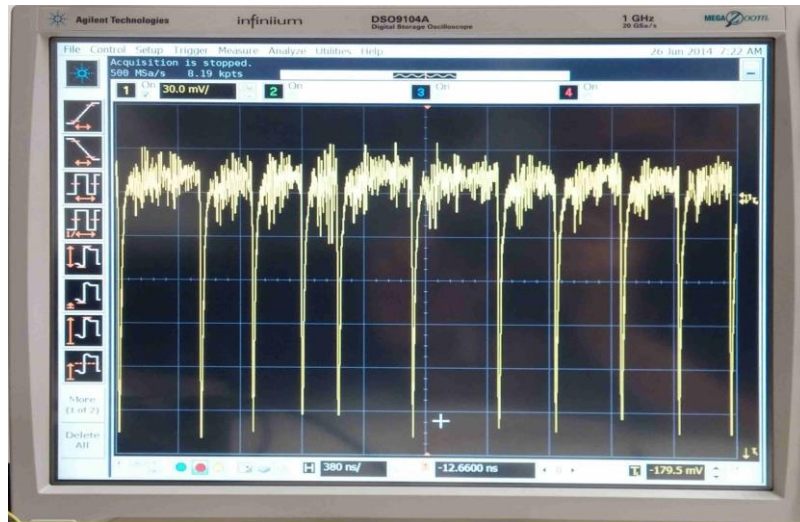 Agilent Technologies infiniium DSO9104A 1 GHz MEGA Zoom
Digital Storage Oscilloscope 20 GSa/s
File Control Setup Trigger Measure Analyze Utilities Help 26 Jun 2014 7:22 AM
Acquisition is stopped.
500 MSa/s 8.19 kpts
1 On 30.0 mV/ 2 On 3 On 4 On
More
(1 of 2)
Delete
All
H 380 ns/ -12.6600 ns 0 T -179.5 mV